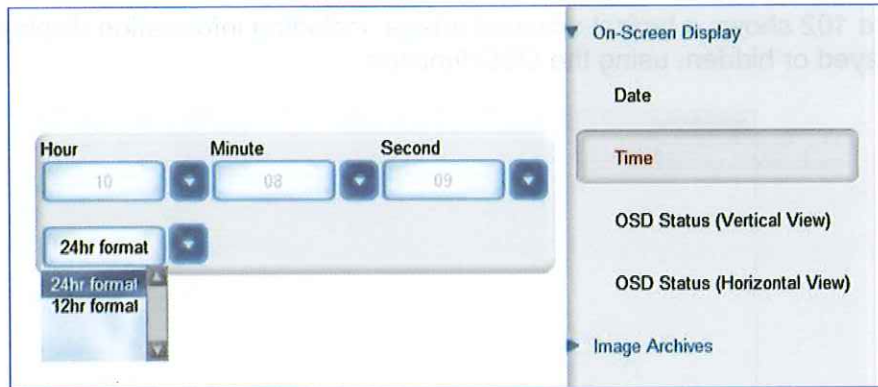 On-Screen Display
Date
Time
OSD Status (Vertical View)
OSD Status (Horizontal View)
Image Archives
Hour Minute Second
10 08 09
24hr format
24hr format
12hr format